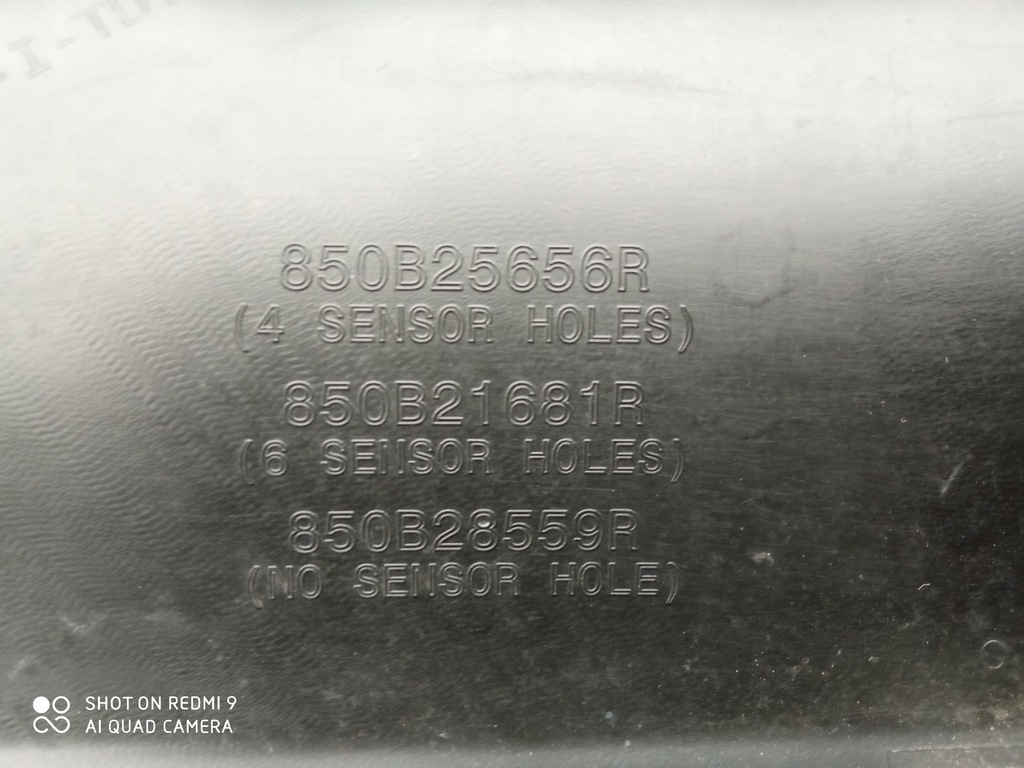 850B25656R
(4 SENSOR HOLES)
850B21681R
(6 SENSOR HOLES)
850B28559R
(NO SENSOR HOLE)
SHOT ON REDMI 9
AI QUAD CAMERA